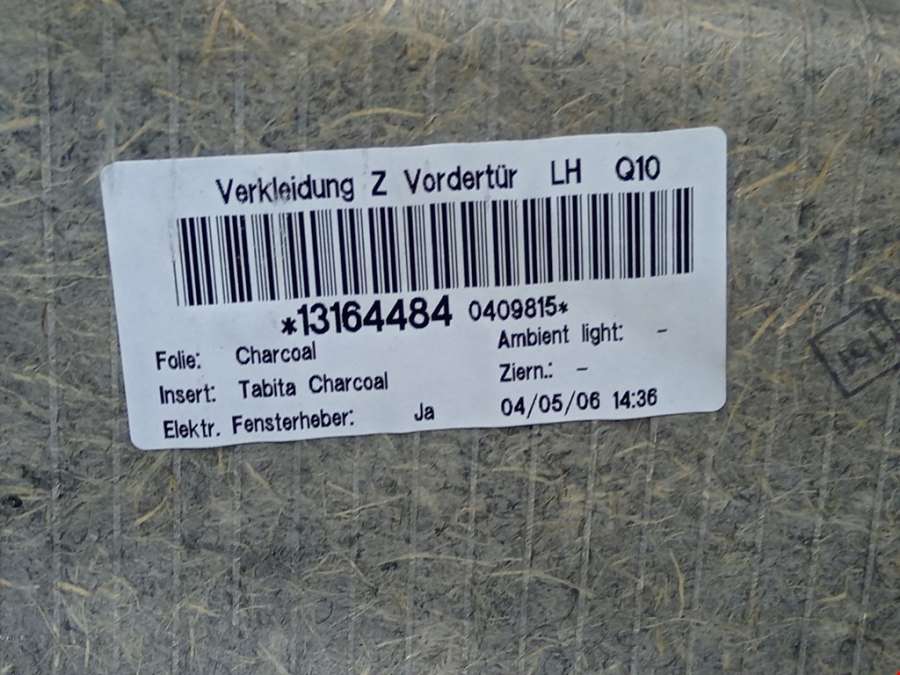 Verkleidung Z Vordertür LH Q10
*13164484 0409815*
Folie: Charcoal Ambient light: -
Insert: Tabita Charcoal Ziern.: -
Elektr. Fensterheber: Ja 04/05/06 14:36